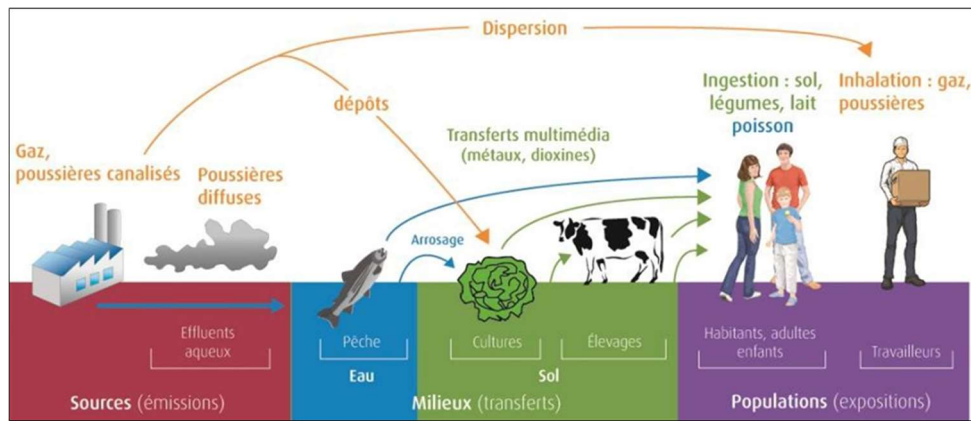 Dispersion
dépôts
Gaz,
poussières canalisés
Poussières
diffuses
Transferts multimédia
(métaux, dioxines)
Ingestion : sol,
légumes, lait
poisson
Inhalation : gaz,
poussières
Arrosage
Effluents
aqueux
Pêche
Cultures
Élevages
Habitants, adultes
enfants
Travailleurs
Eau
Sol
Sources (émissions)
Milieux (transferts)
Populations (expositions)